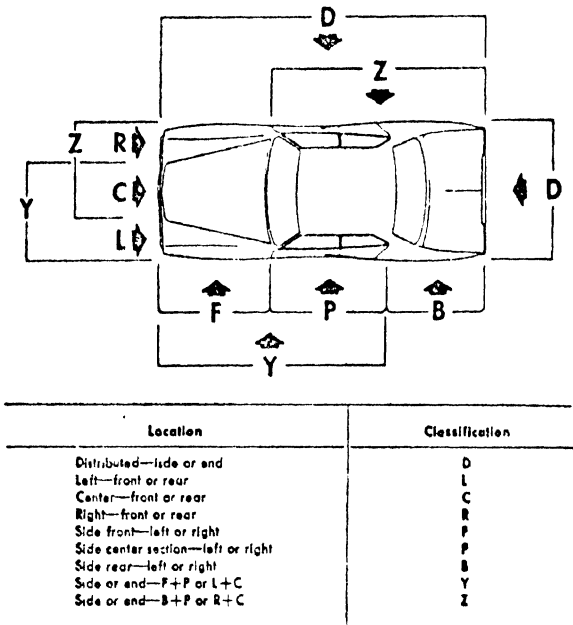 D
Z
Z R
C D
Y
L
F P B
Y
Location Classification
Distributed—side or end D
Left—front or rear L
Center—front or rear C
Right—front or rear R
Side front—left or right F
Side center section—left or right P
Side rear—left or right B
Side or end—F+P or L+C Y
Side or end—B+P or R+C Z